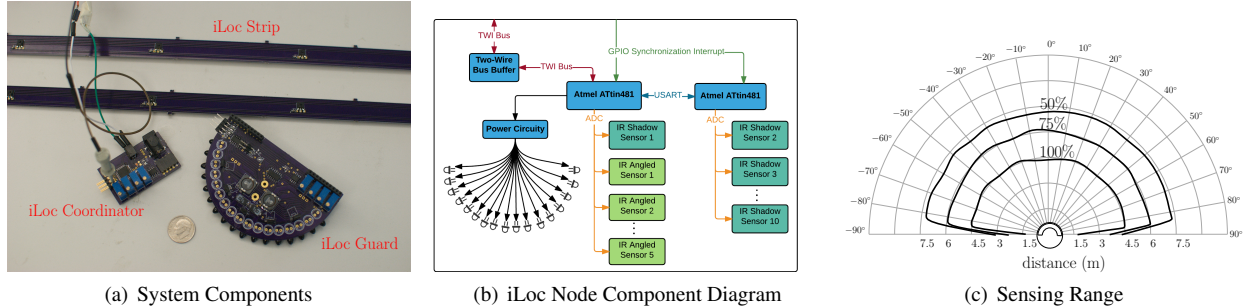 iLoc Strip
iLoc Coordinator
iLoc Guard
(a) System Components
TWI Bus
GPIO Synchronization Interrupt
Two-Wire
Bus Buffer
TWI Bus
Atmel ATtin481
USART
Atmel ATtin481
ADC
ADC
Power Circuity
IR Shadow
Sensor 1
IR Shadow
Sensor 2
IR Angled
Sensor 1
IR Shadow
Sensor 3
IR Angled
Sensor 2
IR Shadow
Sensor 10
IR Angled
Sensor 5
(b) iLoc Node Component Diagram
0°
−10° 10°
−20° 20°
−30° 30°
−40° 40°
−50° 50°
−60° 60°
−70° 70°
−80° 80°
−90° 90°
50%
75%
100%
7.5 6 4.5 3 1.5 1.5 3 4.5 6 7.5
distance (m)
(c) Sensing Range